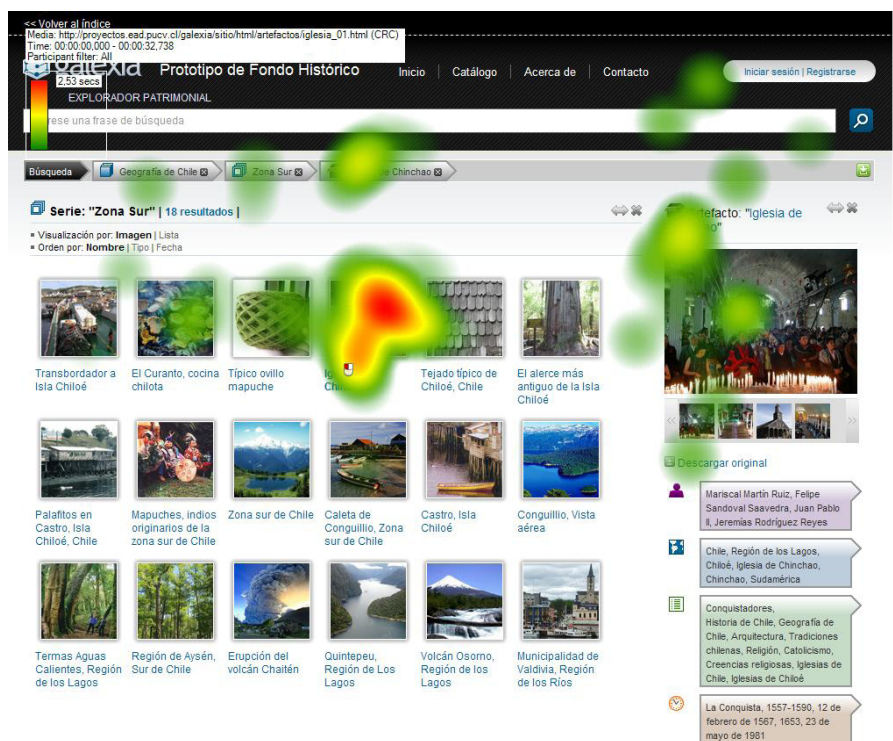 << Volver al índice
Media: http://proyectos.ead.pucv.cl/galexia/sitio/html/artefactos/iglesia_01.html (CRC)
Time: 00:00:00,000 - 00:00:32,738
Participant filter: All
galexia Prototipo de Fondo Histórico Inicio | Catálogo | Acerca de | Contacto Iniciar sesión | Registrarse
2,53 secs
EXPLORADOR PATRIMONIAL
una frase de búsqueda
Búsqueda Geografía de Chile Zona Sur de Chinchao
Serie: "Zona Sur" | 18 resultados |
Artefacto: "Iglesia de
Visualización por: Imagen | Lista
Orden por: Nombre | Tipo | Fecha
Transbordador a
Isla Chiloé
El Curanto, cocina
chilota
Típico ovillo
mapuche
Tejado típico de
Chiloé, Chile
El alerce más
antiguo de la Isla
Chiloé
Palafitos en
Castro, Isla
Chiloé, Chile
Mapuches, indios
originarios de la
zona sur de Chile
Zona sur de Chile
Caleta de
Conguillio, Zona
sur de Chile
Castro, Isla
Chiloé
Conguillio, Vista
aérea
Termas Aguas
Calientes, Región
de los Lagos
Región de Aysén,
Sur de Chile
Erupción del
volcán Chaitén
Quintepeu,
Región de Los
Lagos
Volcán Osorno,
Región de los
Lagos
Municipalidad de
Valdivia, Región
de los Ríos
Descargar original
Mariscal Martín Ruiz, Felipe
Sandoval Saavedra, Juan Pablo
II, Jeremías Rodríguez Reyes
Chile, Región de los Lagos,
Chiloé, Iglesia de Chinchao,
Chinchao, Sudamérica
Conquistadores,
Historia de Chile, Geografía de
Chile, Arquitectura, Tradiciones
chilenas, Religión, Catolicismo,
Creencias religiosas, Iglesias de
Chile, Iglesias de Chiloé
La Conquista, 1557-1590, 12 de
febrero de 1567, 1653, 23 de
mayo de 1981